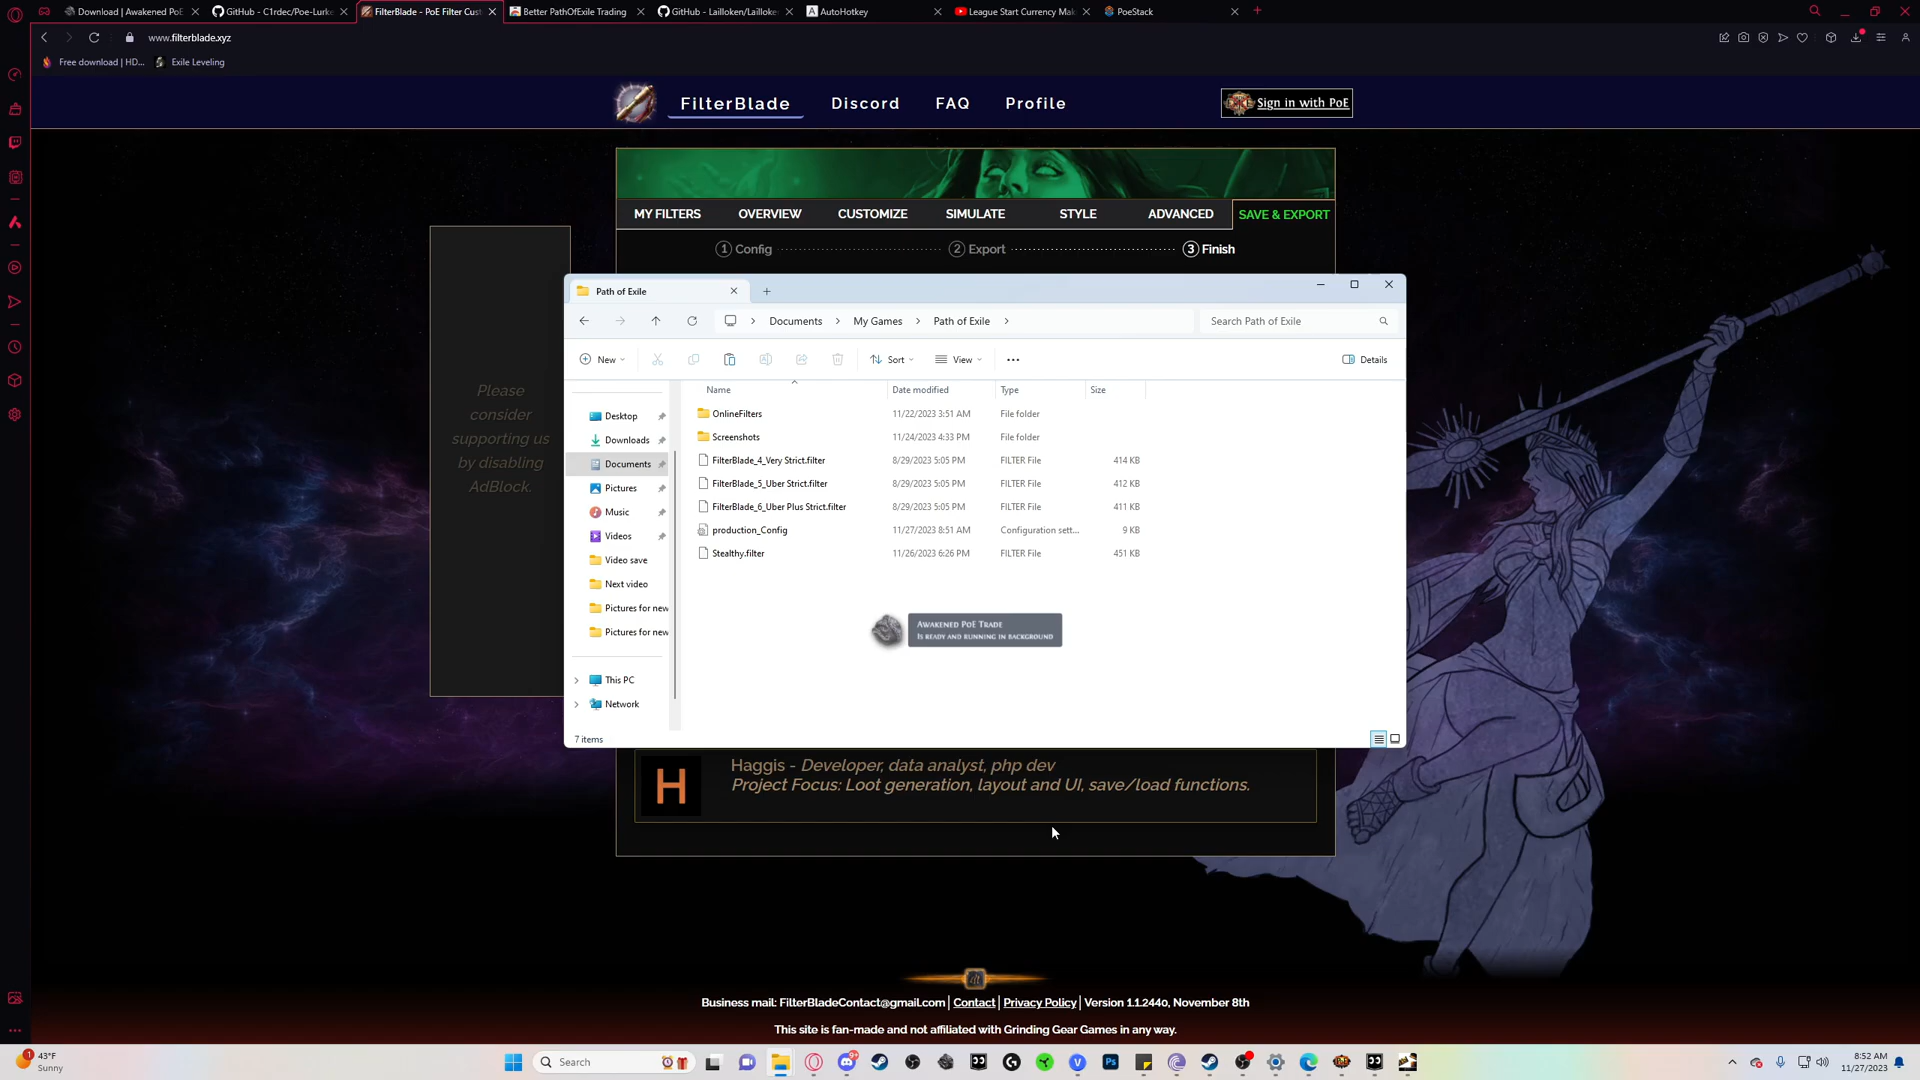 Download | Awakened PoE
GitHub - C1rdec/Poe-Lurke
FilterBlade - PoE Filter Cust
Better PathOfExile Trading
GitHub - Lailloken/Lailloke
AutoHotkey
League Start Currency Mak
PoeStack
www.filterblade.xyz
Free download | HD...
Exile Leveling
FilterBlade
Discord
FAQ
Profile
Sign in with PoE
MY FILTERS
OVERVIEW
CUSTOMIZE
SIMULATE
STYLE
ADVANCED
SAVE & EXPORT
1 Config
2 Export
3 Finish
Please
consider
supporting us
by disabling
AdBlock.
Path of Exile
Documents > My Games > Path of Exile >
Search Path of Exile
New
Sort
View
Details
Name
Date modified
Type
Size
Desktop
Downloads
Documents
Pictures
Music
Videos
Video save
Next video
Pictures for new
Pictures for new
This PC
Network
OnlineFilters 11/22/2023 3:51 AM File folder
Screenshots 11/24/2023 4:33 PM File folder
FilterBlade_4_Very Strict.filter 8/29/2023 5:05 PM FILTER File 414 KB
FilterBlade_5_Uber Strict.filter 8/29/2023 5:05 PM FILTER File 412 KB
FilterBlade_6_Uber Plus Strict.filter 8/29/2023 5:05 PM FILTER File 411 KB
production_Config 11/27/2023 8:51 AM Configuration sett... 9 KB
Stealthy.filter 11/26/2023 6:26 PM FILTER File 451 KB
Awakened PoE Trade
Is ready and running in background
7 items
H
Haggis - Developer, data analyst, php dev
Project Focus: Loot generation, layout and UI, save/load functions.
Business mail: FilterBladeContact@gmail.com | Contact | Privacy Policy | Version 1.1.2440, November 8th
This site is fan-made and not affiliated with Grinding Gear Games in any way.
1
43°F
Sunny
Search
9+
8:52 AM
11/27/2023